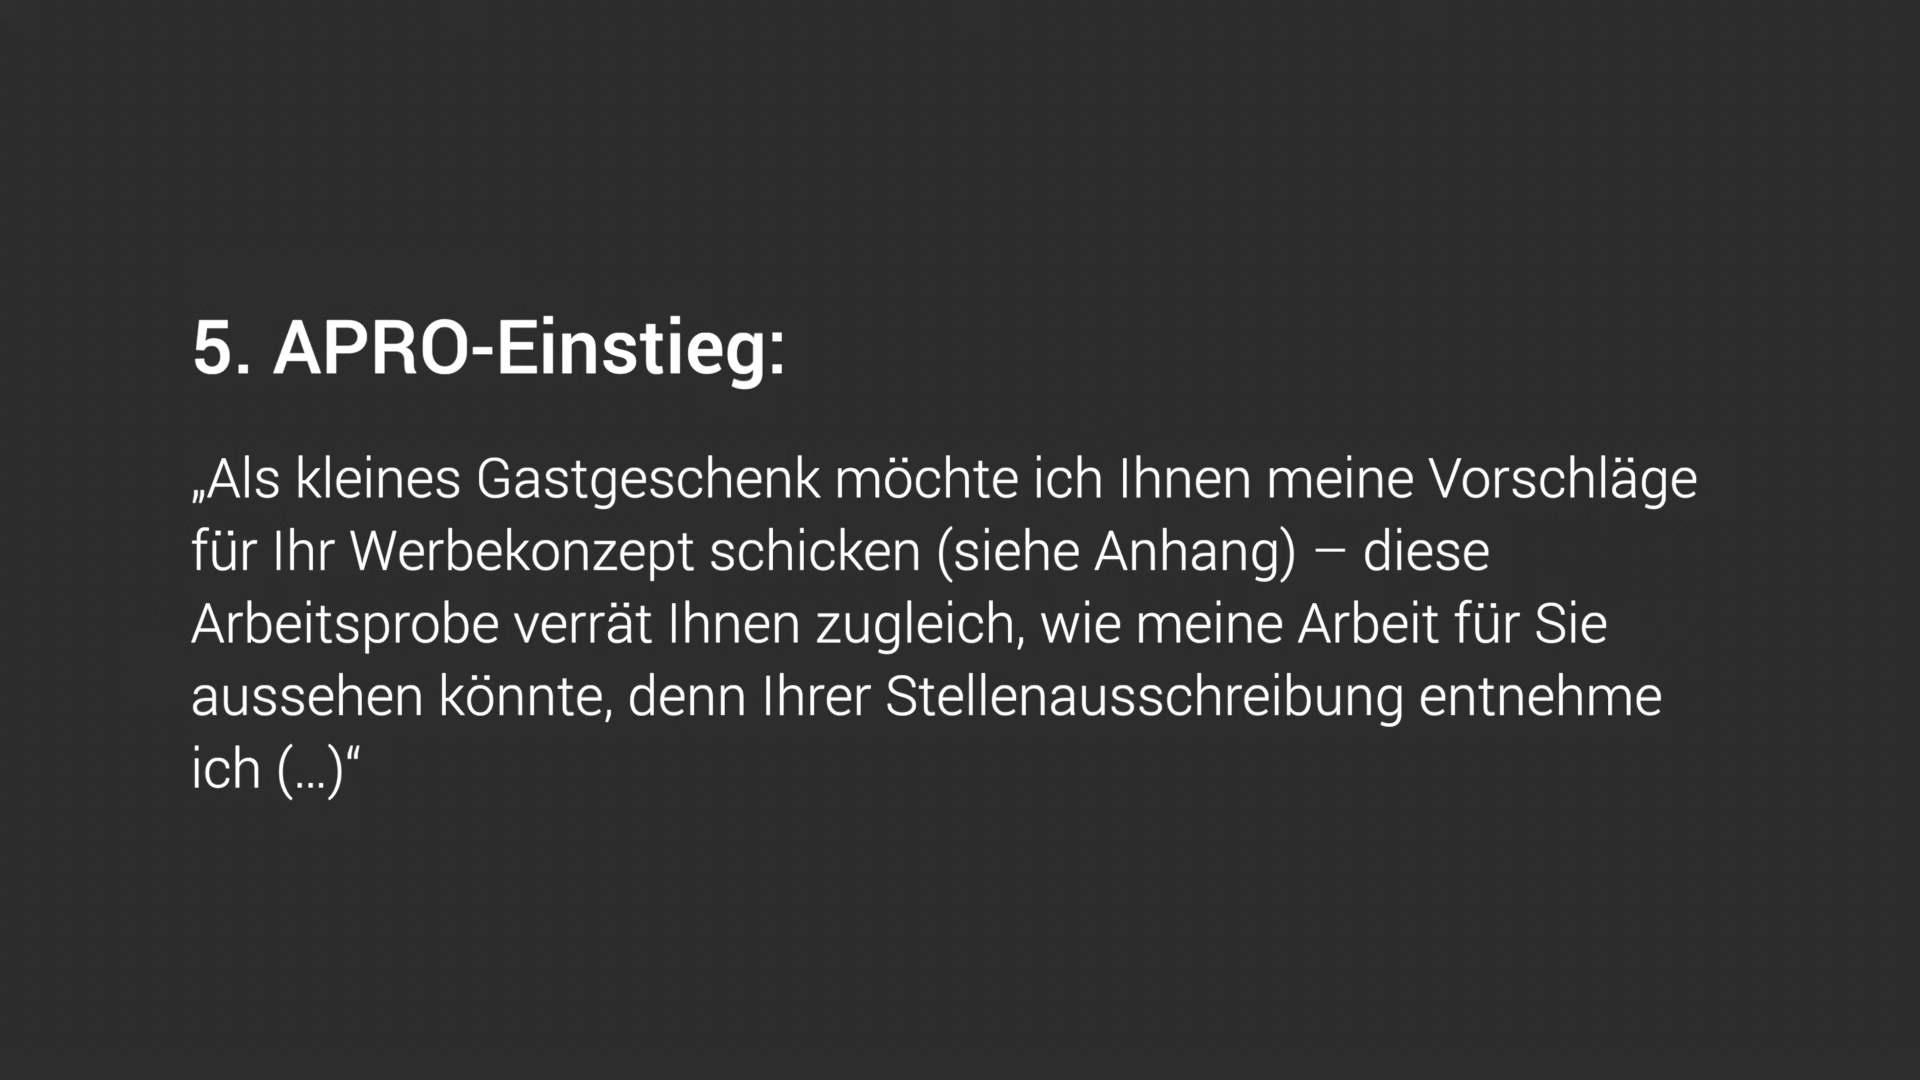 5. APRO-Einstieg:
„Als kleines Gastgeschenk möchte ich Ihnen meine Vorschläge
für Ihr Werbekonzept schicken (siehe Anhang) – diese
Arbeitsprobe verrät Ihnen zugleich, wie meine Arbeit für Sie
aussehen könnte, denn Ihrer Stellenausschreibung entnehme
ich (…)“